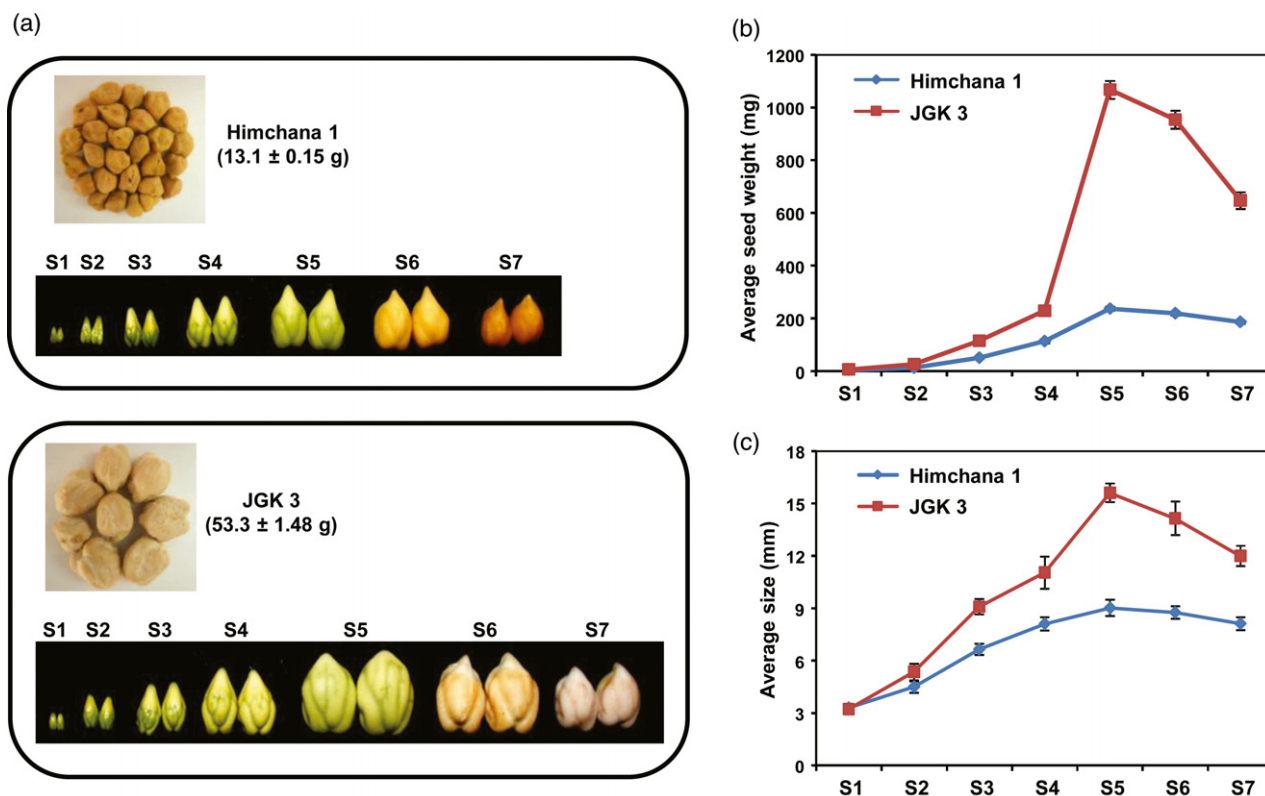 (a)
Himchana 1
(13.1 ± 0.15 g)
S1 S2 S3 S4 S5 S6 S7
JGK 3
(53.3 ± 1.48 g)
S1 S2 S3 S4 S5 S6 S7
(b)
Average seed weight (mg)
1200
1000
800
600
400
200
0
Himchana 1
JGK 3
S1 S2 S3 S4 S5 S6 S7
(c)
Average size (mm)
18
15
12
9
6
3
0
Himchana 1
JGK 3
S1 S2 S3 S4 S5 S6 S7